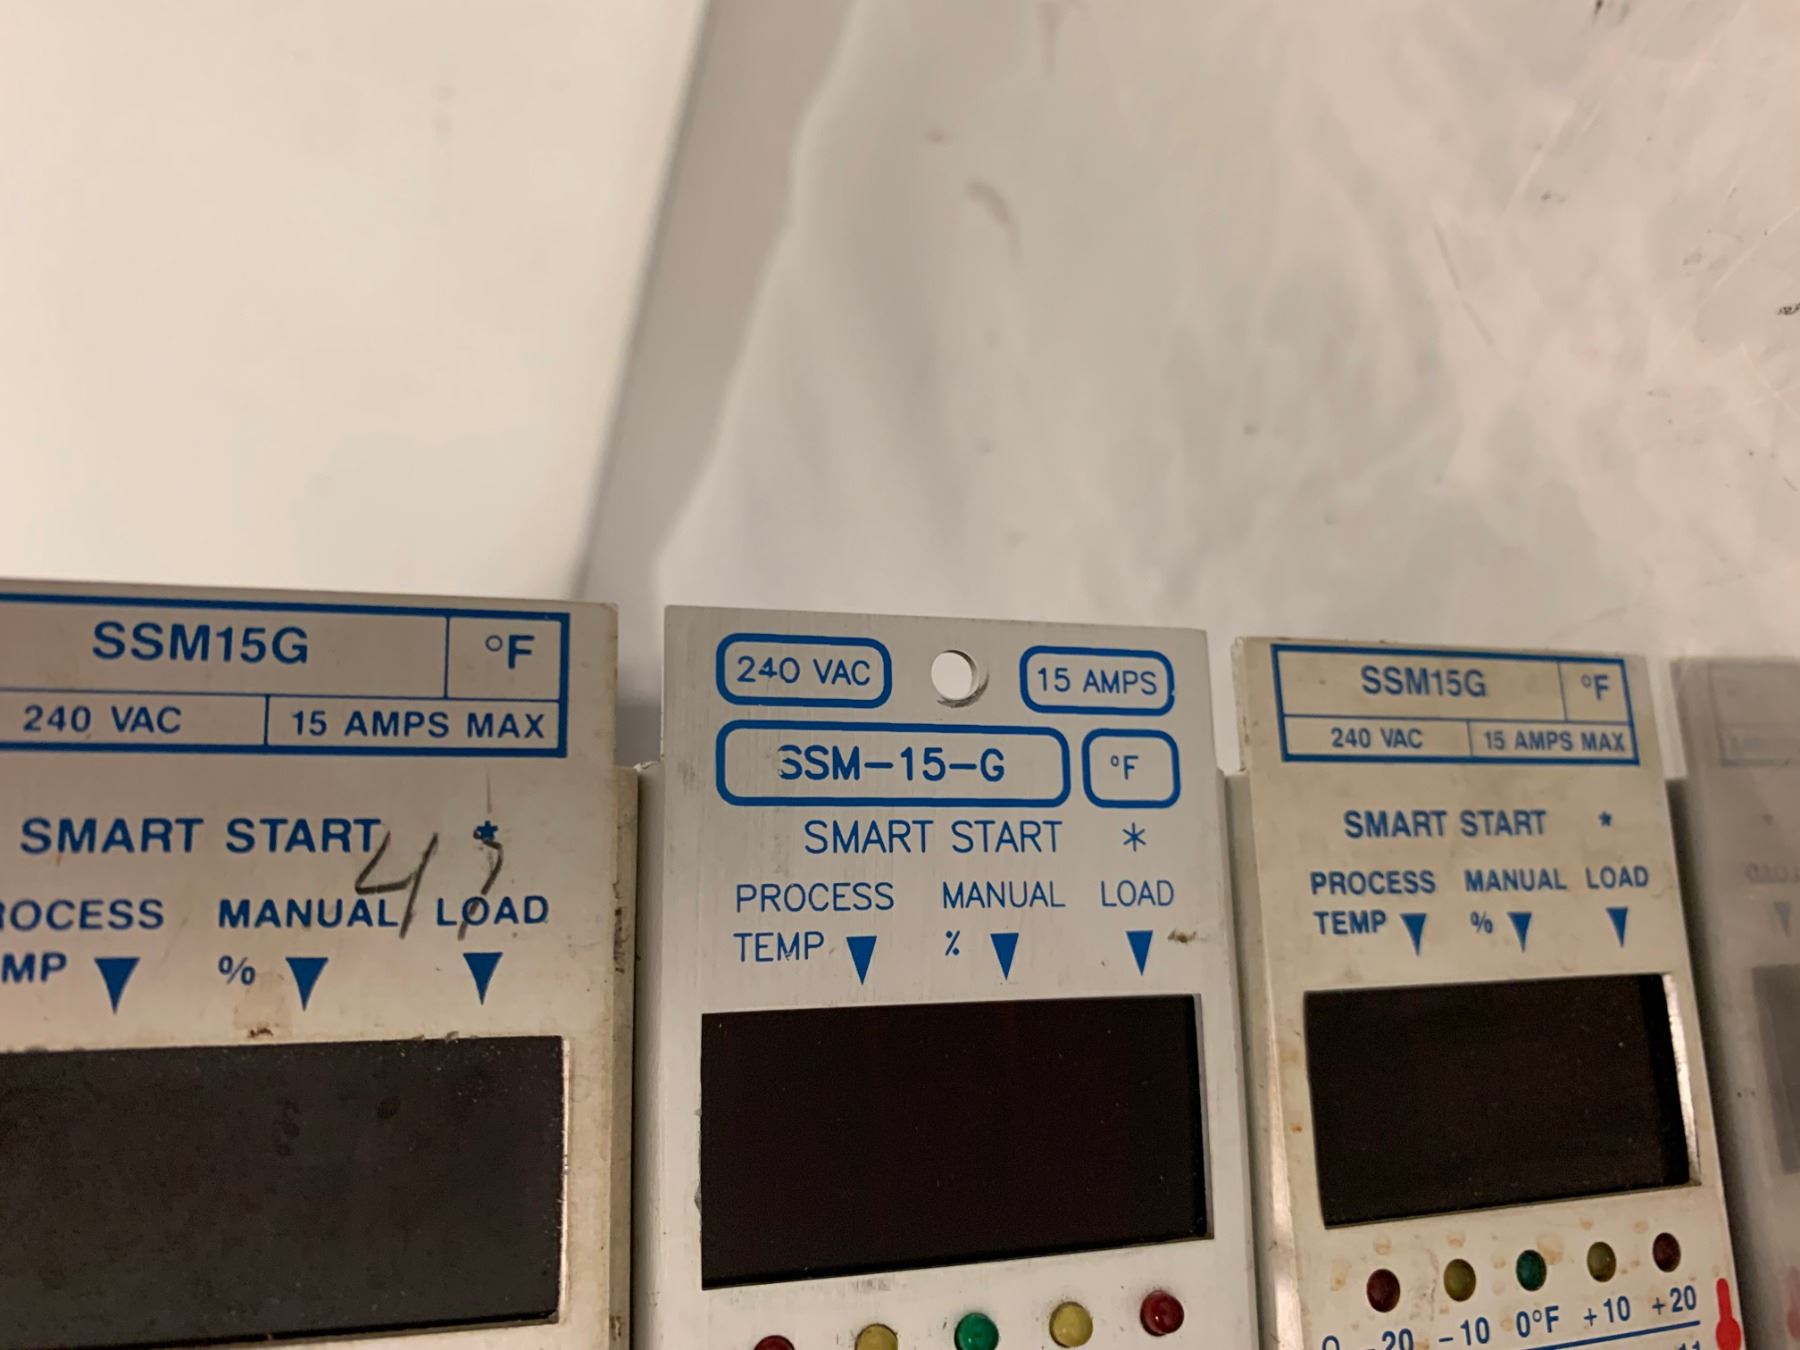 SSM15G °F
240 VAC 15 AMPS MAX
SMART START *
OCESS MANUAL LOAD
MP %
240 VAC 15 AMPS
SSM-15-G °F
SMART START *
PROCESS MANUAL LOAD
TEMP %
SSM15G °F
240 VAC 15 AMPS MAX
SMART START *
PROCESS MANUAL LOAD
TEMP %
-20 -10 0°F +10 +20